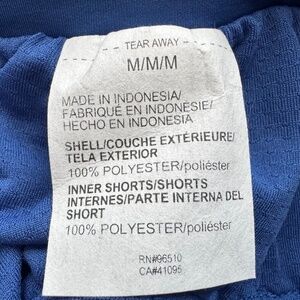 TEAR AWAY
M/M/M
MADE IN INDONESIA/
FABRIQUÉ EN INDONÉSIE/
HECHO EN INDONESIA
SHELL/COUCHE EXTÉRIEURE/
TELA EXTERIOR
100% POLYESTER/poliéster
INNER SHORTS/SHORTS
INTERNES/PARTE INTERNA DEL
SHORT
100% POLYESTER/poliéster
RN#96510
CA#41095